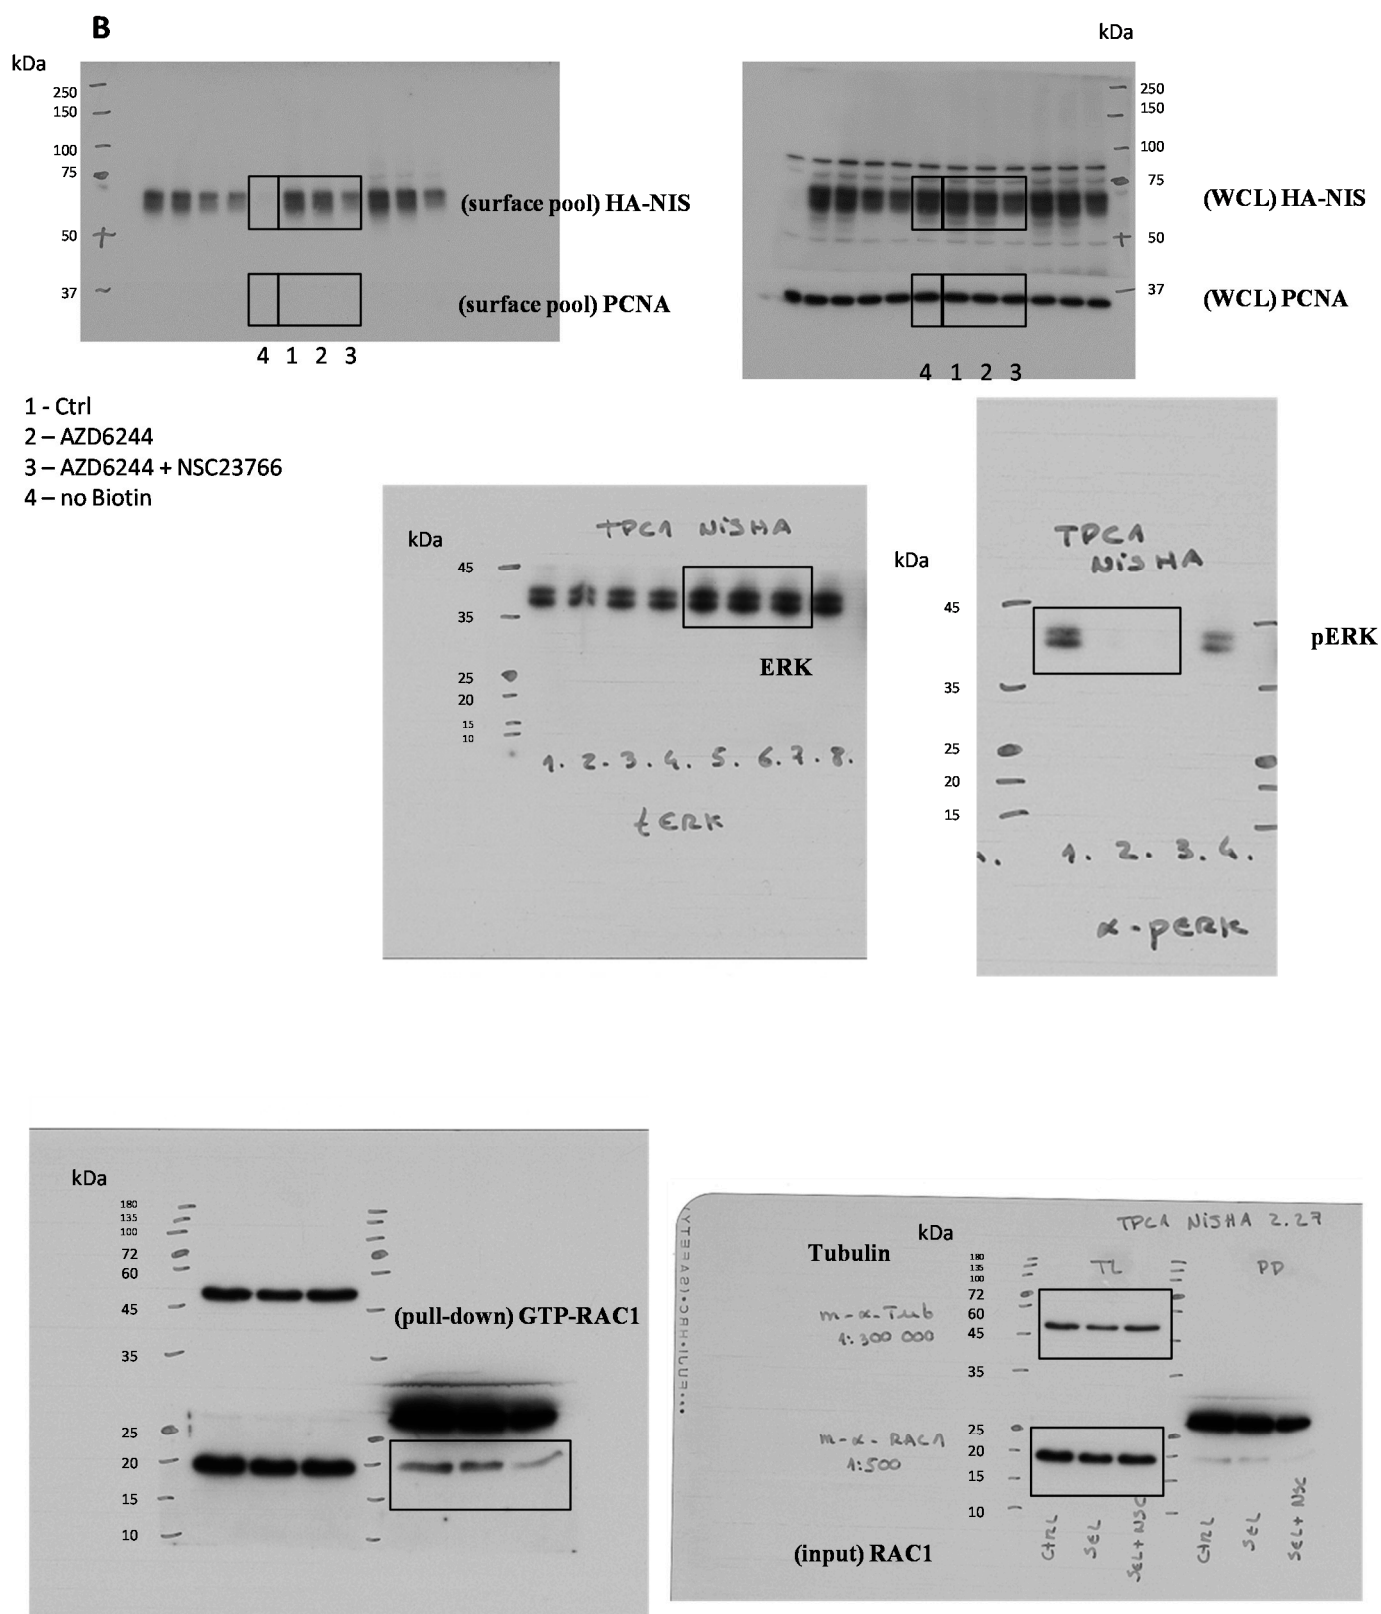 B
kDa
250
150
100
75
50
37
(surface pool) HA-NIS
(surface pool) PCNA
4 1 2 3
kDa
250
150
100
75
50
37
(WCL) HA-NIS
(WCL) PCNA
4 1 2 3
1 - Ctrl
2 – AZD6244
3 – AZD6244 + NSC23766
4 – no Biotin
TPC1 NiSHA
kDa
45
35
25
20
15
10
ERK
1. 2. 3. 4. 5. 6. 7. 8.
tERK
TPC1
NiSHA
kDa
45
35
25
20
15
pERK
1. 2. 3. 4.
α-pERK
kDa
180
135
100
72
60
45
35
25
20
15
10
(pull-down) GTP-RAC1
TPC1 NiSHA 2.27
kDa
Tubulin
TL PD
180
135
100
72
60
45
35
25
20
15
10
m-α-Tub
1:300 000
m-α-RAC1
1:500
(input) RAC1
CTRL
SEL
SEL+NSC
CTRL
SEL
SEL+NSC